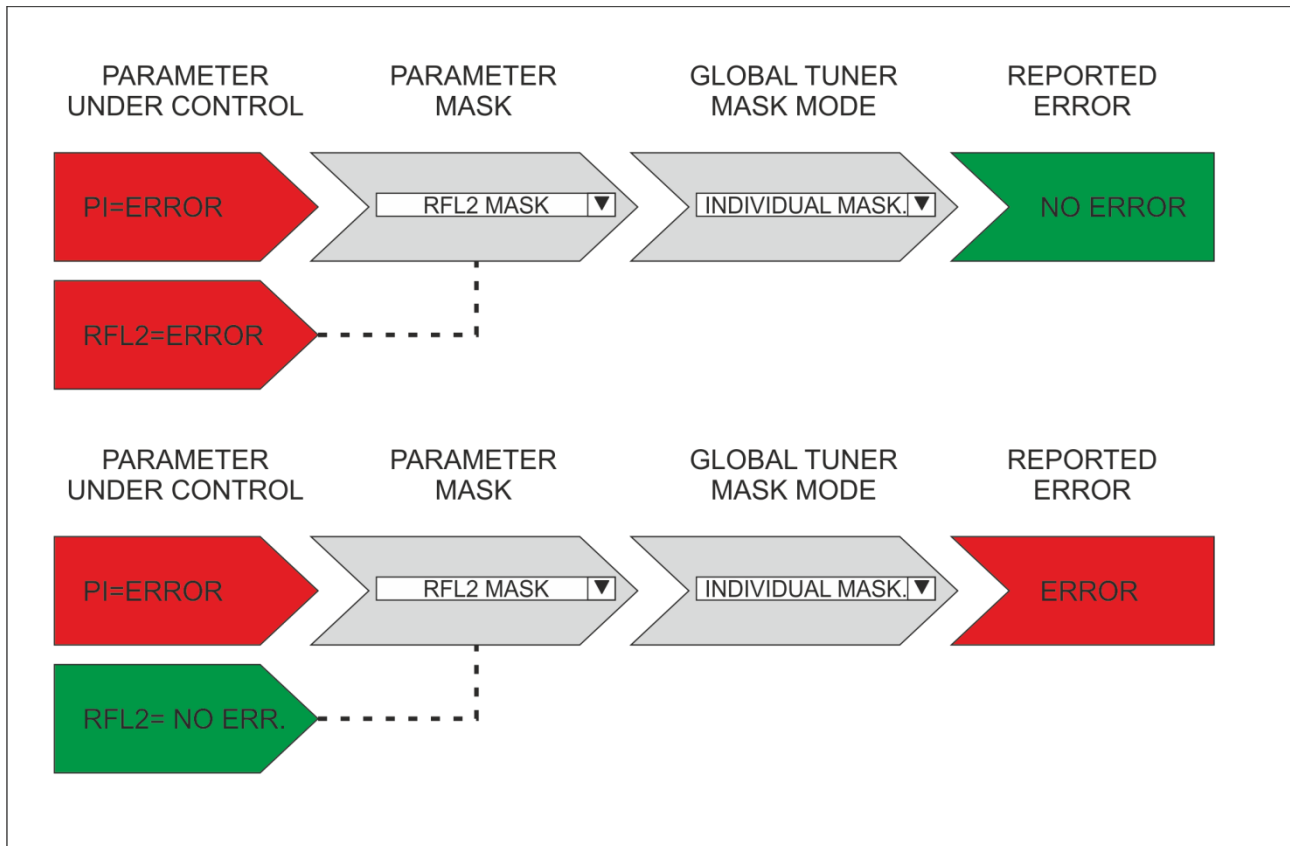 PARAMETER
UNDER CONTROL
PARAMETER
MASK
GLOBAL TUNER
MASK MODE
REPORTED
ERROR
PI=ERROR
RFL2 MASK
INDIVIDUAL MASK.
NO ERROR
RFL2=ERROR
PARAMETER
UNDER CONTROL
PARAMETER
MASK
GLOBAL TUNER
MASK MODE
REPORTED
ERROR
PI=ERROR
RFL2 MASK
INDIVIDUAL MASK.
ERROR
RFL2= NO ERR.